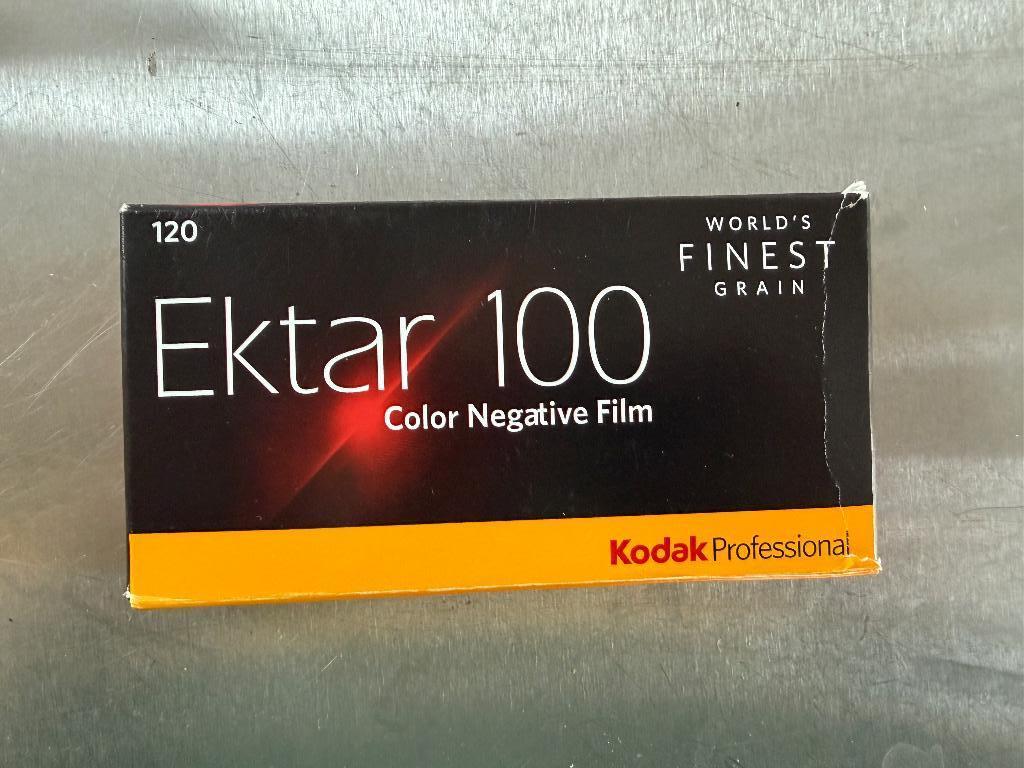 120
WORLD'S
FINEST
GRAIN
Ektar 100
Color Negative Film
Kodak Professional